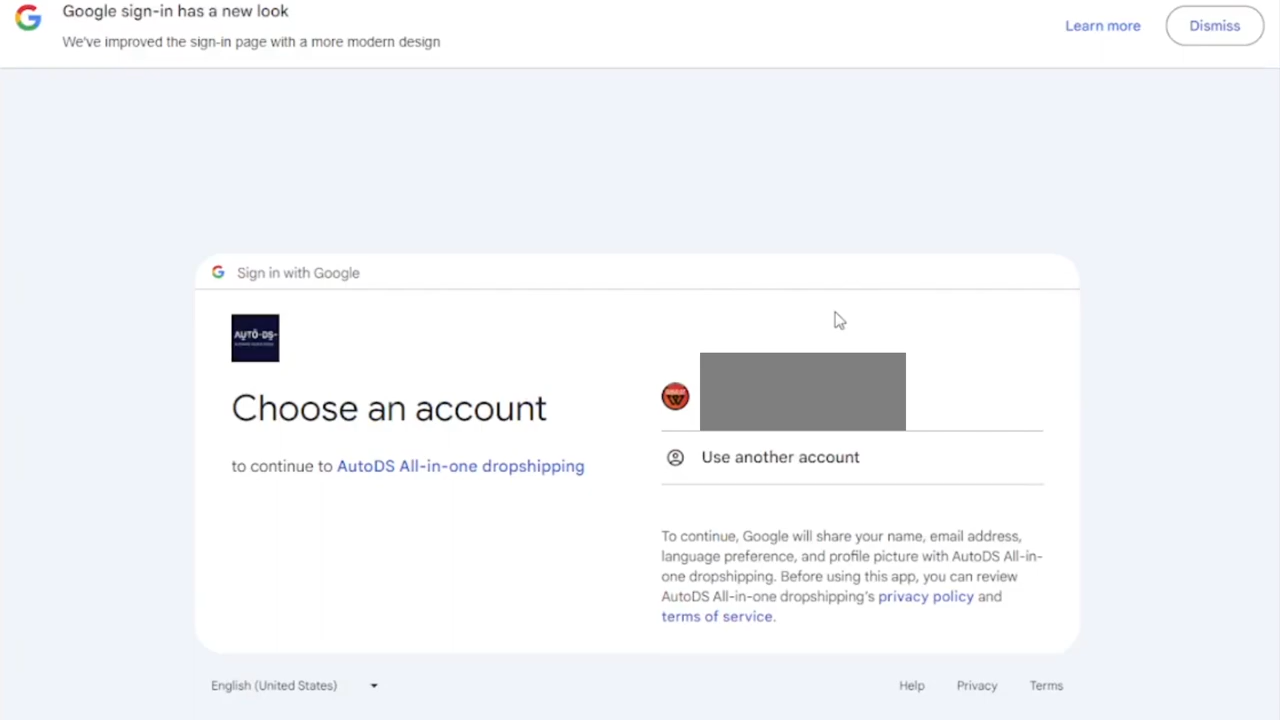 Google sign-in has a new look
We've improved the sign-in page with a more modern design
Learn more
Dismiss
Sign in with Google
AUTO-DS-
Choose an account
to continue to AutoDS All-in-one dropshipping
Use another account
To continue, Google will share your name, email address,
language preference, and profile picture with AutoDS All-in-
one dropshipping. Before using this app, you can review
AutoDS All-in-one dropshipping's privacy policy and
terms of service.
English (United States)
Help
Privacy
Terms